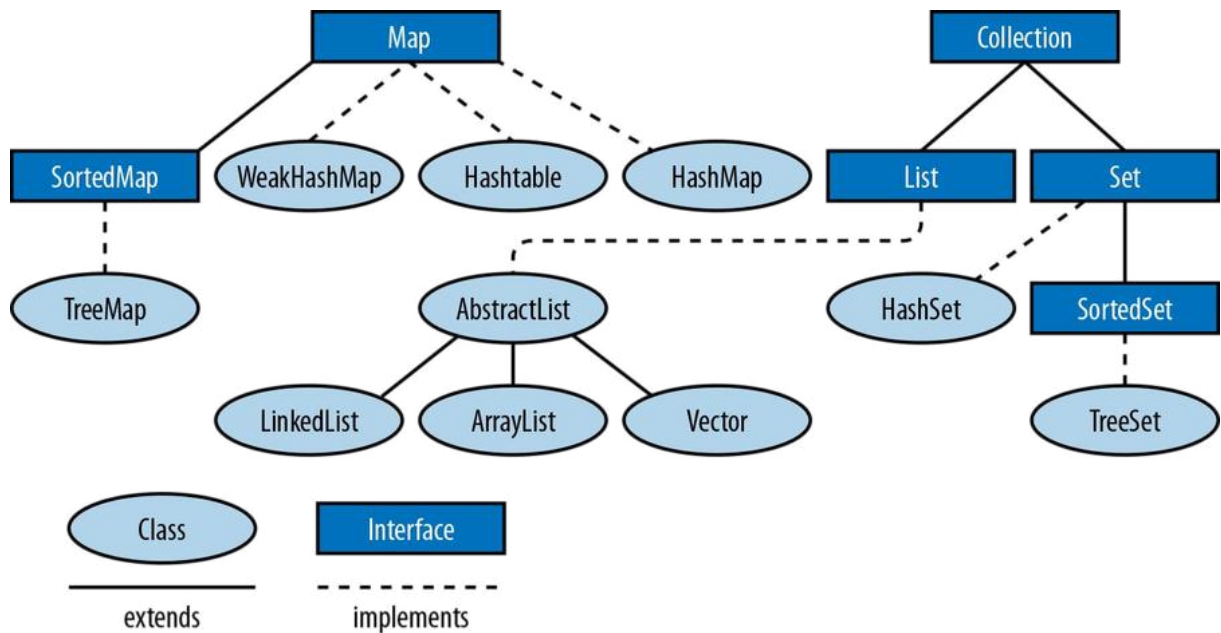 Map
Collection
SortedMap
WeakHashMap
Hashtable
HashMap
List
Set
TreeMap
AbstractList
HashSet
SortedSet
LinkedList
ArrayList
Vector
TreeSet
Class
Interface
extends
implements